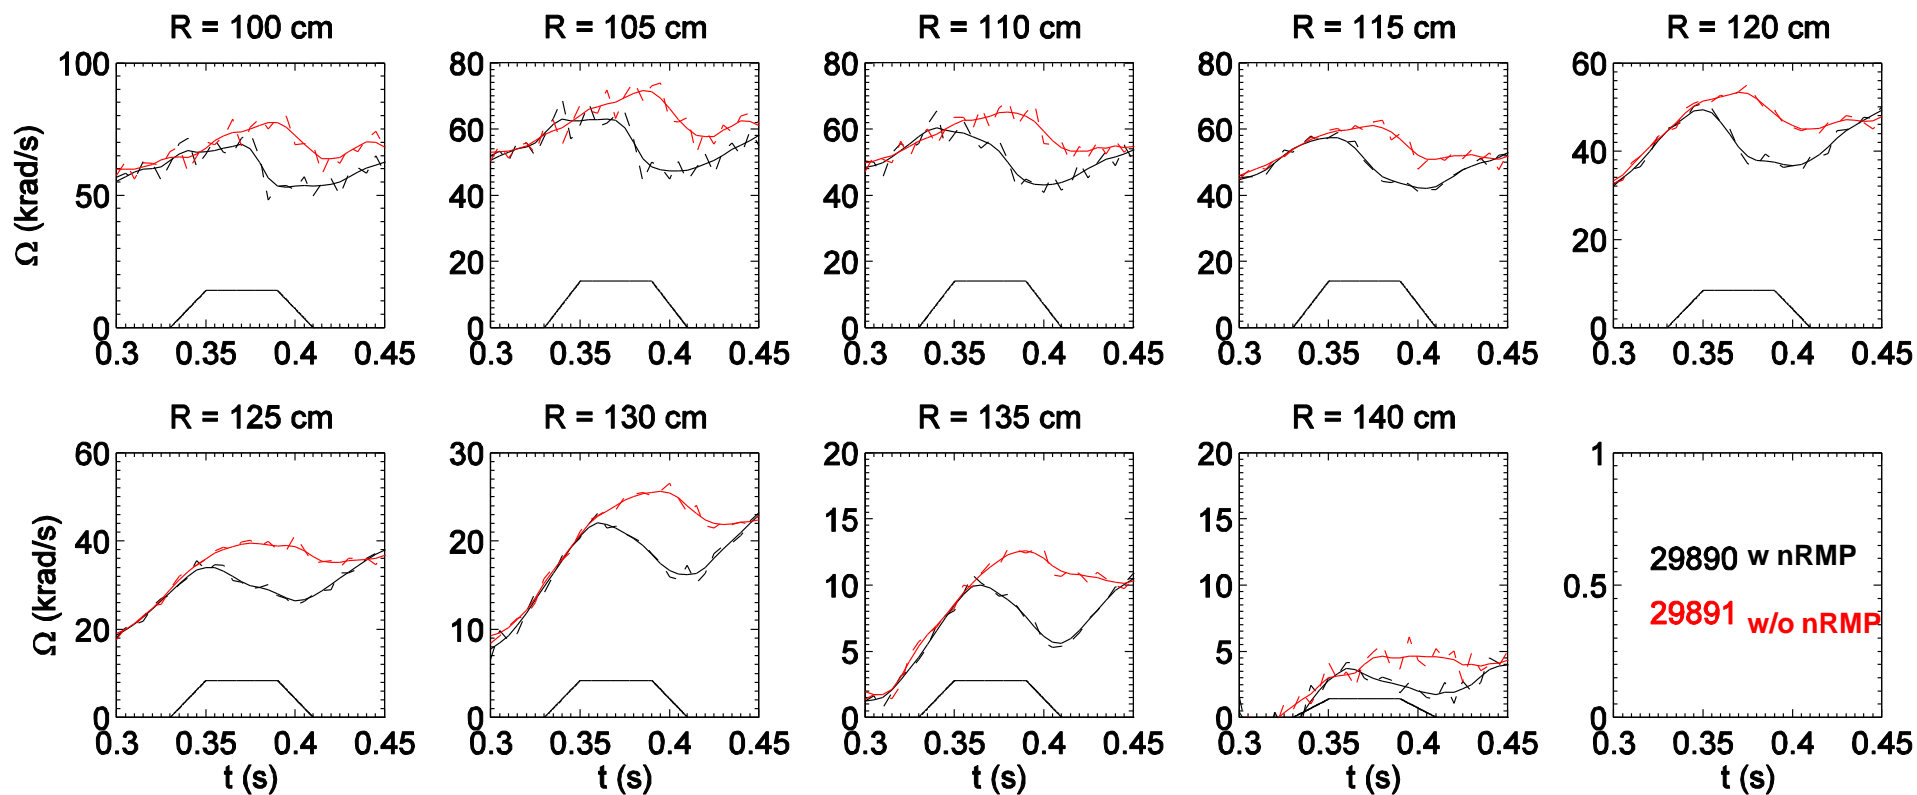 R = 100 cm
R = 105 cm
R = 110 cm
R = 115 cm
R = 120 cm
Ω (krad/s)
100
50
0
0.3 0.35 0.4 0.45
80
60
40
20
0
0.3 0.35 0.4 0.45
80
60
40
20
0
0.3 0.35 0.4 0.45
80
60
40
20
0
0.3 0.35 0.4 0.45
60
40
20
0
0.3 0.35 0.4 0.45
R = 125 cm
R = 130 cm
R = 135 cm
R = 140 cm
Ω (krad/s)
60
40
20
0
0.3 0.35 0.4 0.45
t (s)
30
20
10
0
0.3 0.35 0.4 0.45
t (s)
20
15
10
5
0
0.3 0.35 0.4 0.45
t (s)
20
15
10
5
0
0.3 0.35 0.4 0.45
t (s)
1
0.5
0
29890 w nRMP
29891 w/o nRMP
0.3 0.35 0.4 0.45
t (s)